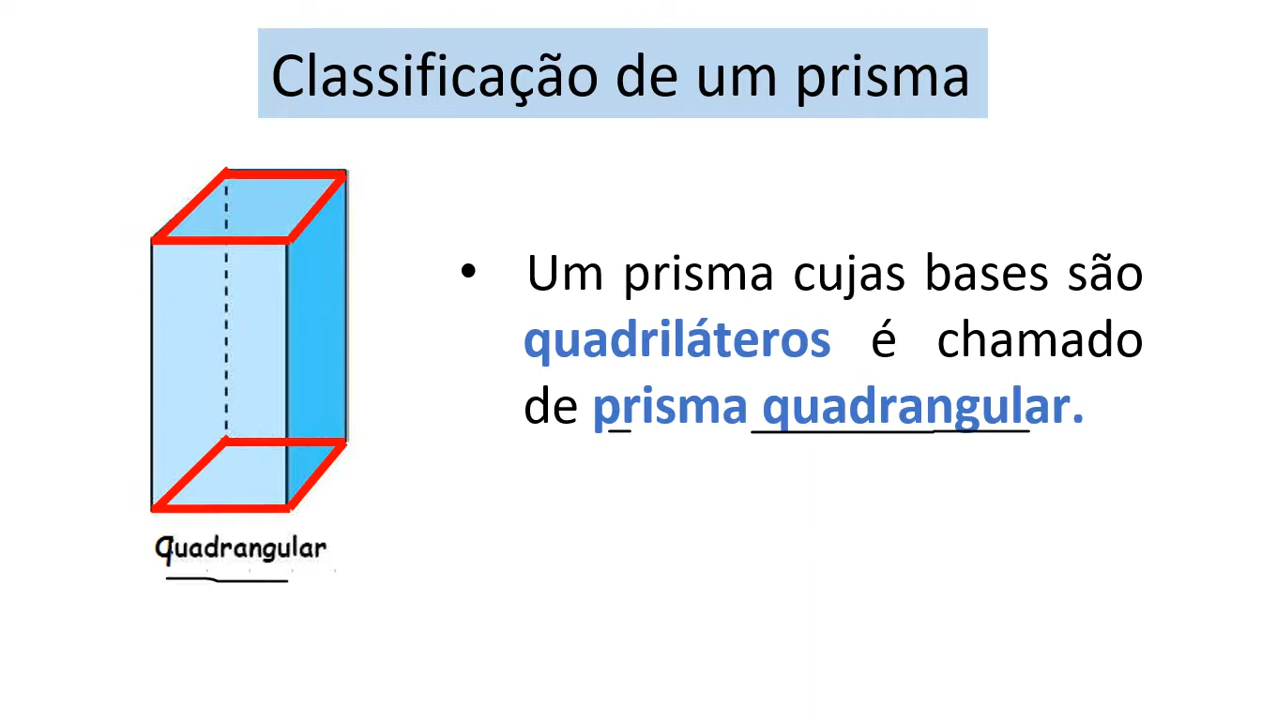 Classificação de um prisma
• Um prisma cujas bases são
quadriláteros é chamado
de prisma quadrangular.
quadrangular